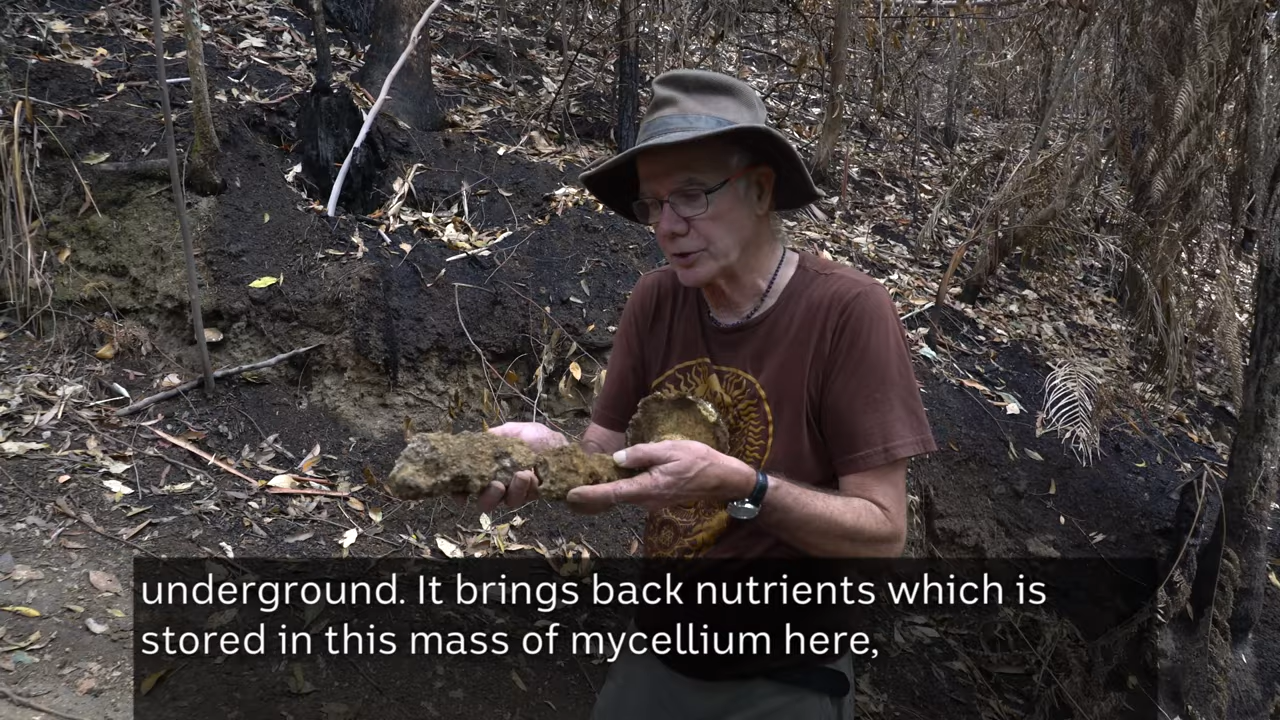 underground. It brings back nutrients which is
stored in this mass of mycellium here,